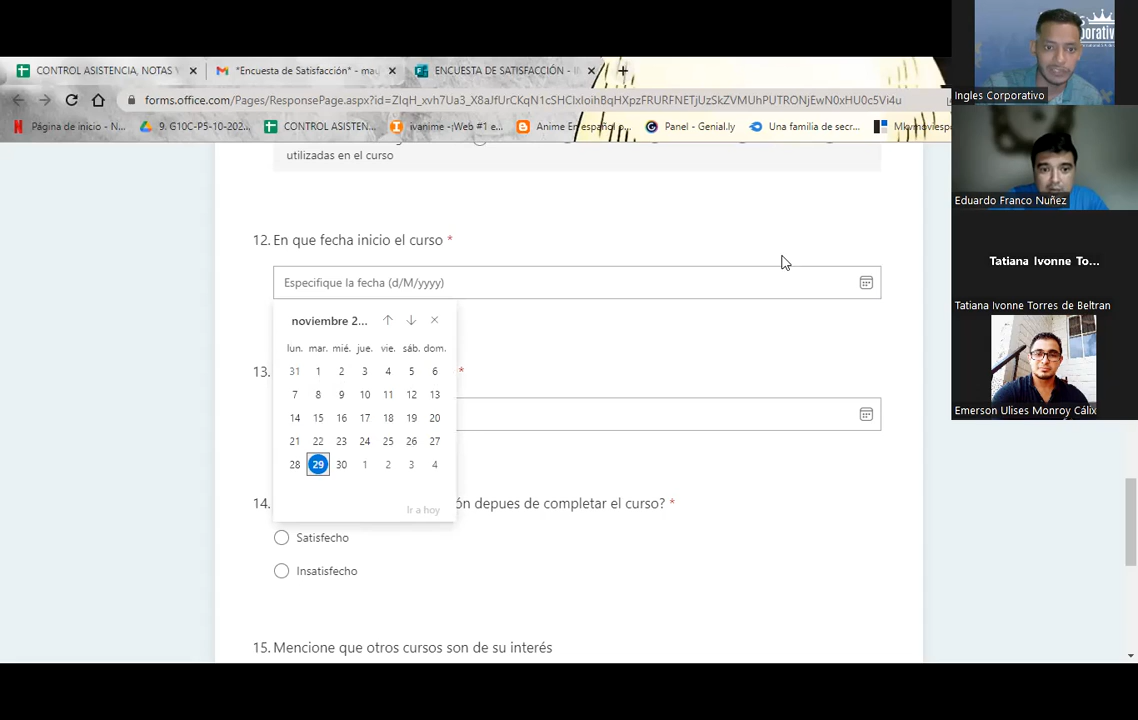 CONTROL ASISTENCIA, NOTAS
*Encuesta de Satisfacción* - mac
ENCUESTA DE SATISFACCIÓN - I
Corporativ
Ingles Corporativo
forms.office.com/Pages/ResponsePage.aspx?id=ZIqH_xvh7Ua3_X8aJfUrCKqN1cSHCIxIoihBqHXpzFRURFNETjUzSkZVMUhPUTRONjEwN0xHU0c5Vi4u
Página de inicio - N...
9. G10C-P5-10-202...
CONTROL ASISTEN...
ivanime - ¡Web #1 e...
Anime En español
Panel - Genial.ly
Una familia de secr...
Mkvmoviesp
utilizadas en el curso
Eduardo Franco Nuñez
12. En que fecha inicio el curso *
Especifique la fecha (d/M/yyyy)
Tatiana Ivonne To...
Tatiana Ivonne Torres de Beltran
noviembre 2...
lun. mar. mié. jue. vie. sáb. dom.
31 1 2 3 4 5 6
7 8 9 10 11 12 13
14 15 16 17 18 19 20
21 22 23 24 25 26 27
28 29 30 1 2 3 4
Ir a hoy
13. *
Emerson Ulises Monroy Cálix
14. ón depues de completar el curso? *
Satisfecho
Insatisfecho
15. Mencione que otros cursos son de su interés